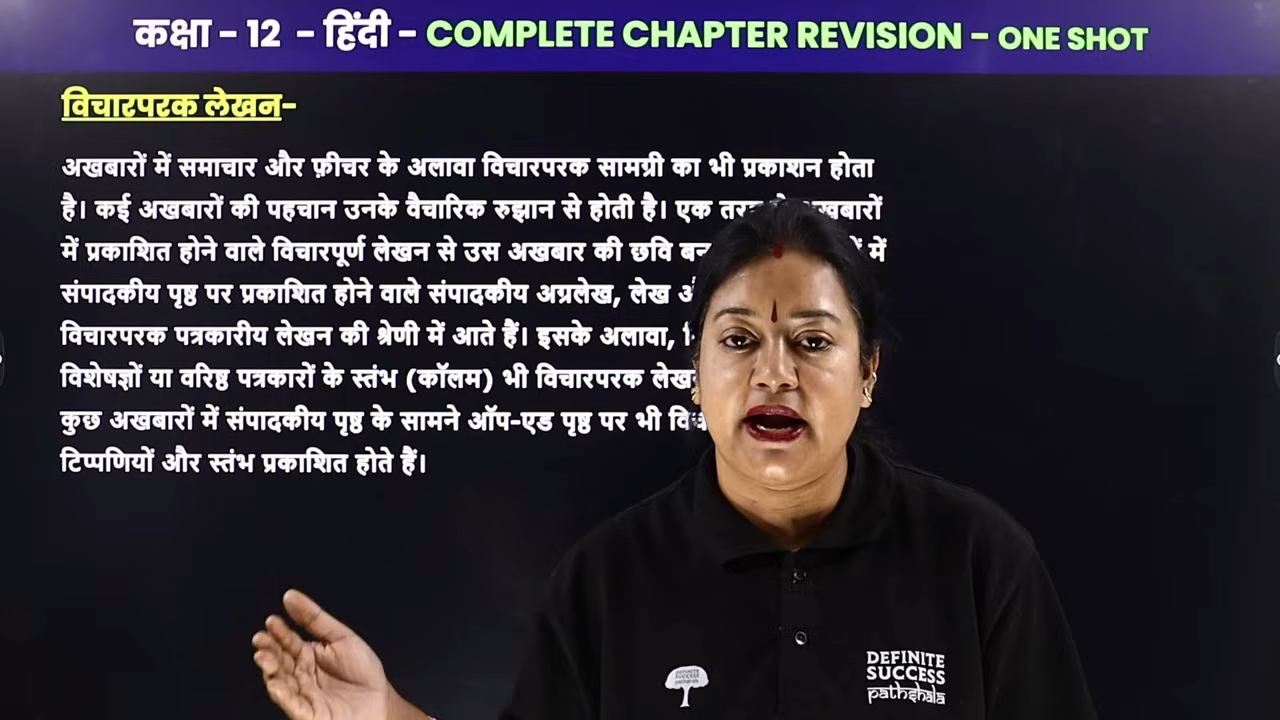 कक्षा - 12 - हिंदी - COMPLETE CHAPTER REVISION - ONE SHOT
विचारपरक लेखन-
अखबारों में समाचार और फ़ीचर के अलावा विचारपरक सामग्री का भी प्रकाशन होता
है। कई अखबारों की पहचान उनके वैचारिक रुझान से होती है। एक
में प्रकाशित होने वाले विचारपूर्ण लेखन से उस अखबार की छवि में
संपादकीय पृष्ठ पर प्रकाशित होने वाले संपादकीय अग्रलेख, लेख
विचारपरक पत्रकारीय लेखन की श्रेणी में आते हैं। इसके अलावा,
विशेषज्ञों या वरिष्ठ पत्रकारों के स्तंभ (कॉलम) भी विचारपरक
कुछ अखबारों में संपादकीय पृष्ठ के सामने ऑप-एड पृष्ठ पर भी
टिप्पणियों और स्तंभ प्रकाशित होते हैं।
DEFINITE
SUCCESS
pathshala
DEFINITE
SUCCESS
pathshala